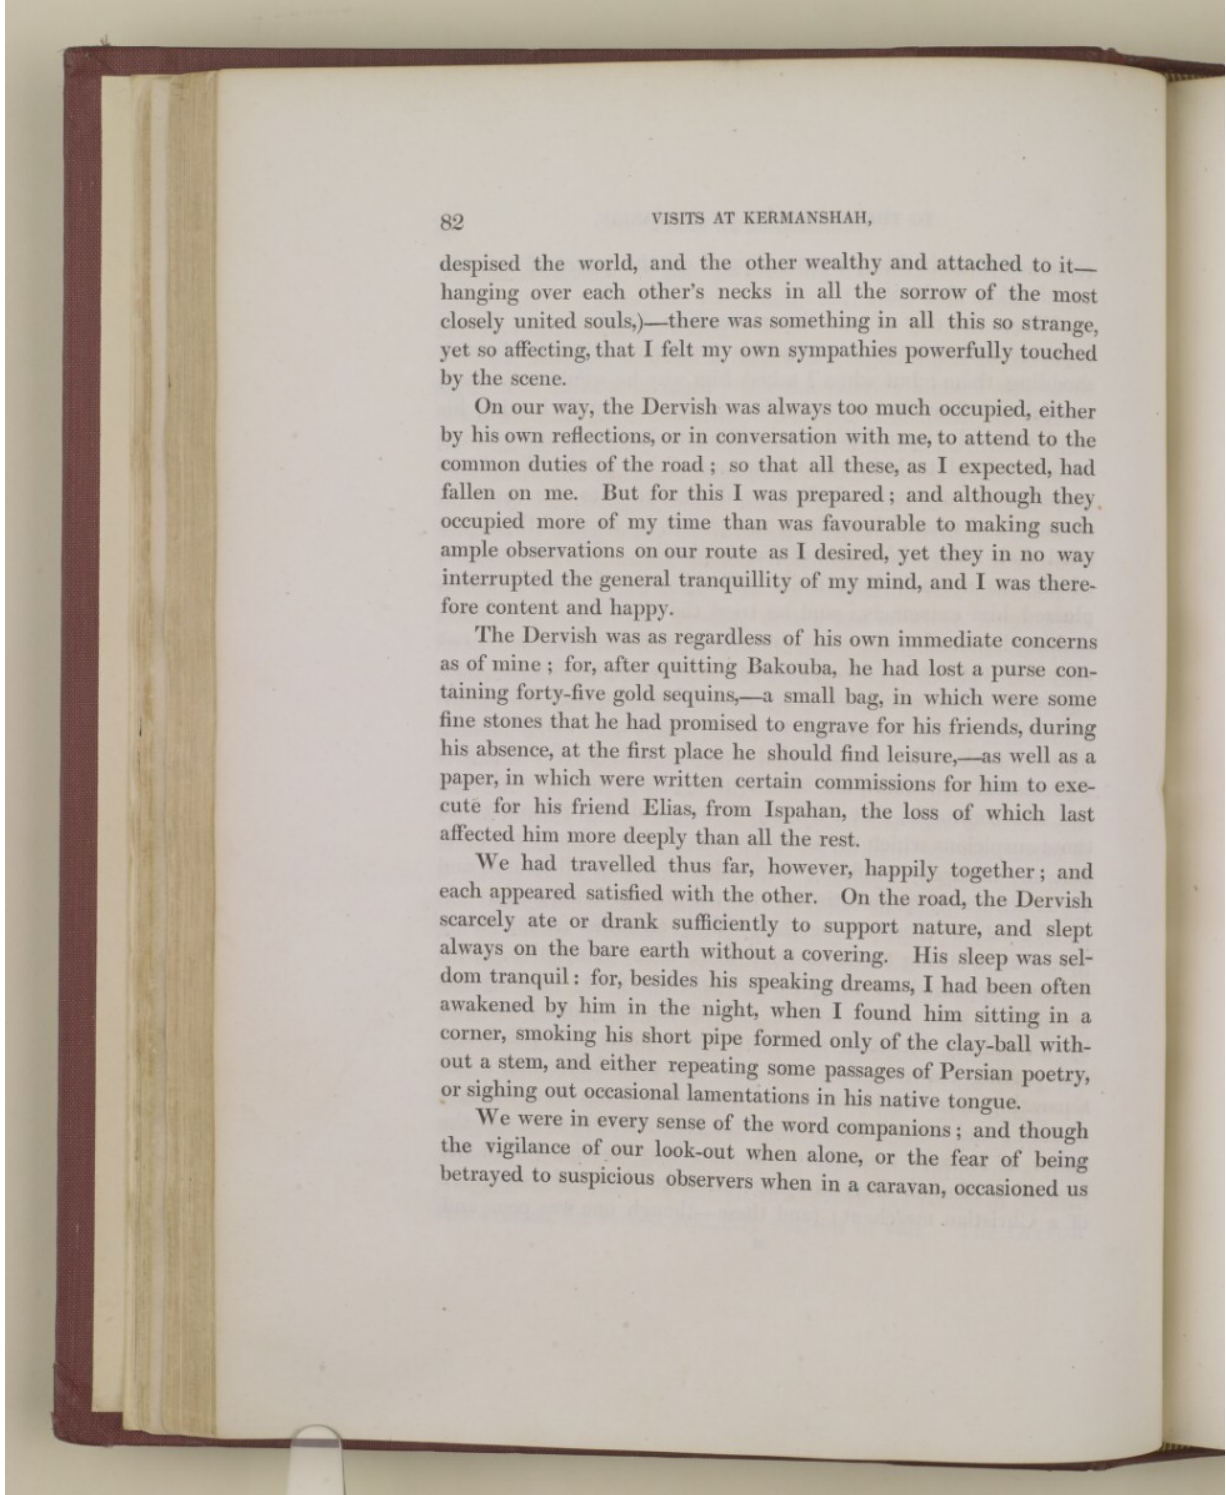 82
VISITS AT KERMANSHAH,
despised the world, and the other wealthy and attached to it—
hanging over each other's necks in all the sorrow of the most
closely united souls,)—there was something in all this so strange,
yet so affecting, that I felt my own sympathies powerfully touched
by the scene.
On our way, the Dervish was always too much occupied, either
by his own reflections, or in conversation with me, to attend to the
common duties of the road ; so that all these, as I expected, had
fallen on me. But for this I was prepared ; and although they
occupied more of my time than was favourable to making such
ample observations on our route as I desired, yet they in no way
interrupted the general tranquillity of my mind, and I was there-
fore content and happy.
The Dervish was as regardless of his own immediate concerns
as of mine ; for, after quitting Bakouba, he had lost a purse con-
taining forty-five gold sequins,—a small bag, in which were some
fine stones that he had promised to engrave for his friends, during
his absence, at the first place he should find leisure,—as well as a
paper, in which were written certain commissions for him to exe-
cute for his friend Elias, from Ispahan, the loss of which last
affected him more deeply than all the rest.
We had travelled thus far, however, happily together ; and
each appeared satisfied with the other. On the road, the Dervish
scarcely ate or drank sufficiently to support nature, and slept
always on the bare earth without a covering. His sleep was sel-
dom tranquil : for, besides his speaking dreams, I had been often
awakened by him in the night, when I found him sitting in a
corner, smoking his short pipe formed only of the clay-ball with-
out a stem, and either repeating some passages of Persian poetry,
or sighing out occasional lamentations in his native tongue.
We were in every sense of the word companions ; and though
the vigilance of our look-out when alone, or the fear of being
betrayed to suspicious observers when in a caravan, occasioned us